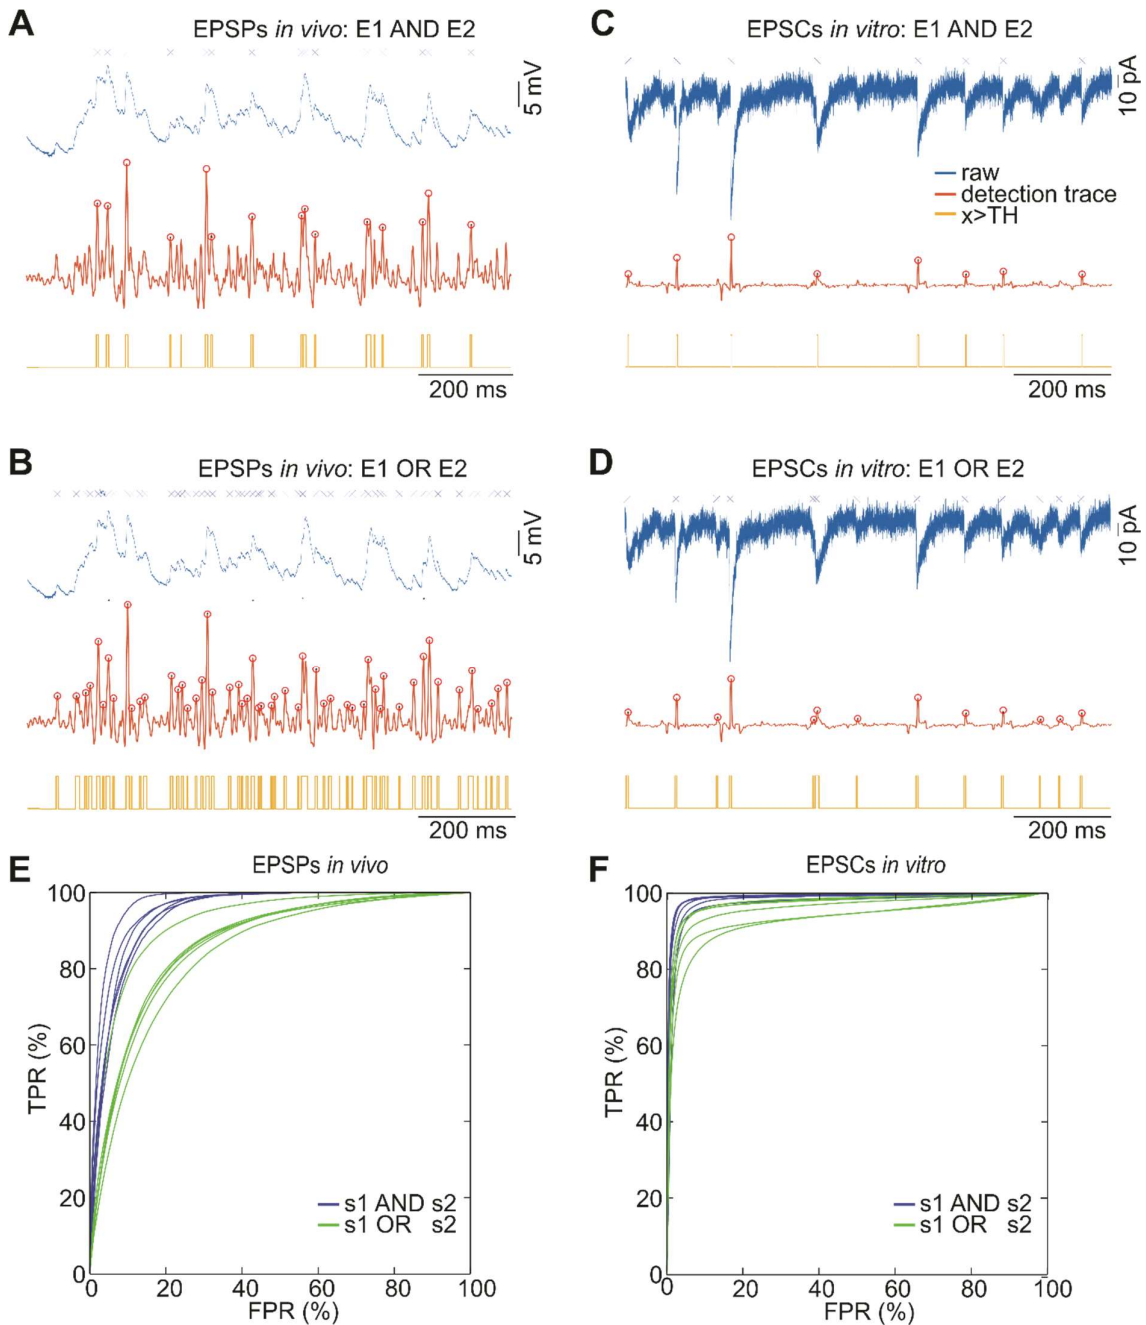 A
EPSPs in vivo: E1 AND E2
5 mV
200 ms
C
EPSCs in vitro: E1 AND E2
10 pA
raw
detection trace
x>TH
200 ms
B
EPSPs in vivo: E1 OR E2
5 mV
200 ms
D
EPSCs in vitro: E1 OR E2
10 pA
200 ms
E
EPSPs in vivo
100
80
60
40
20
0
TPR (%)
s1 AND s2
s1 OR s2
0 20 40 60 80 100
FPR (%)
F
EPSCs in vitro
100
80
60
40
20
0
TPR (%)
s1 AND s2
s1 OR s2
0 20 40 60 80 100
FPR (%)